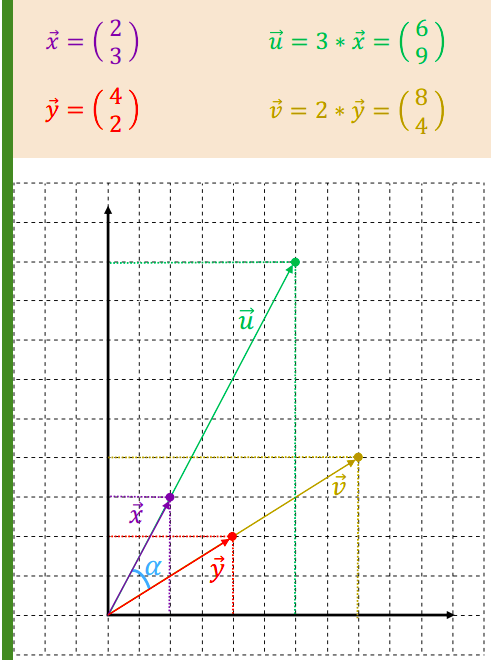 x⃗ = (2 3)    u⃗ = 3 ∗ x⃗ = (6 9)
y⃗ = (4 2)    v⃗ = 2 ∗ y⃗ = (8 4)
u⃗
v⃗
x⃗
α
y⃗